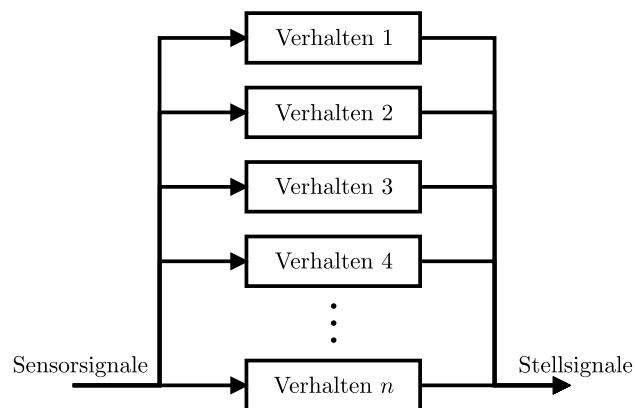 Verhalten 1
Verhalten 2
Verhalten 3
Verhalten 4
Sensorsignale
Stellsignale
Verhalten n